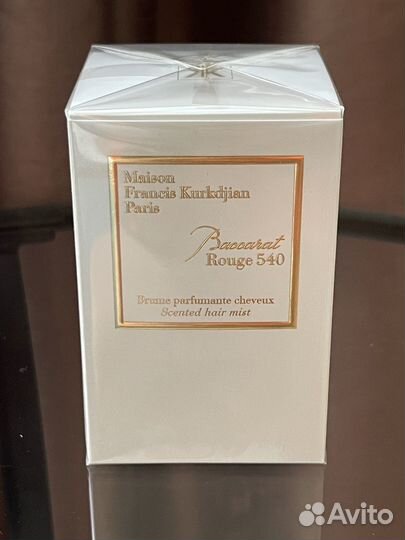 Maison
Francis Kurkdjian
Paris
Baccarat
Rouge 540
Brume parfumante cheveux
Scented hair mist
Avito